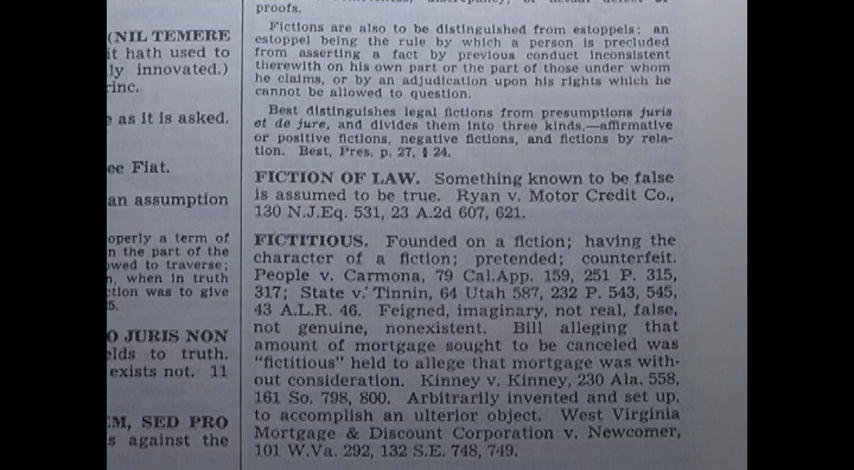 (NIL TEMERE
it hath used to
ly innovated.)
rinc.
as it is asked.
ee Fiat.
an assumption
operly a term of
n the part of the
owed to traverse;
, when in truth
ction was to give
5.
O JURIS NON
elds to truth.
exists not. 11
EM, SED PRO
s against the
proofs.
Fictions are also to be distinguished from estoppels; an
estoppel being the rule by which a person is precluded
from asserting a fact by previous conduct inconsistent
therewith on his own part or the part of those under whom
he claims, or by an adjudication upon his rights which he
cannot be allowed to question.
Best distinguishes legal fictions from presumptions juris
et de jure, and divides them into three kinds,—affirmative
or positive fictions, negative fictions, and fictions by rela-
tion. Best, Pres. p. 27, § 24.
FICTION OF LAW. Something known to be false
is assumed to be true. Ryan v. Motor Credit Co.,
130 N.J.Eq. 531, 23 A.2d 607, 621.
FICTITIOUS. Founded on a fiction; having the
character of a fiction; pretended; counterfeit.
People v. Carmona, 79 Cal.App. 159, 251 P. 315,
317; State v. Tinnin, 64 Utah 587, 232 P. 543, 545,
43 A.L.R. 46. Feigned, imaginary, not real, false,
not genuine, nonexistent. Bill alleging that
amount of mortgage sought to be canceled was
"fictitious" held to allege that mortgage was with-
out consideration. Kinney v. Kinney, 230 Ala. 558,
161 So. 798, 800. Arbitrarily invented and set up,
to accomplish an ulterior object. West Virginia
Mortgage & Discount Corporation v. Newcomer,
101 W.Va. 292, 132 S.E. 748, 749.